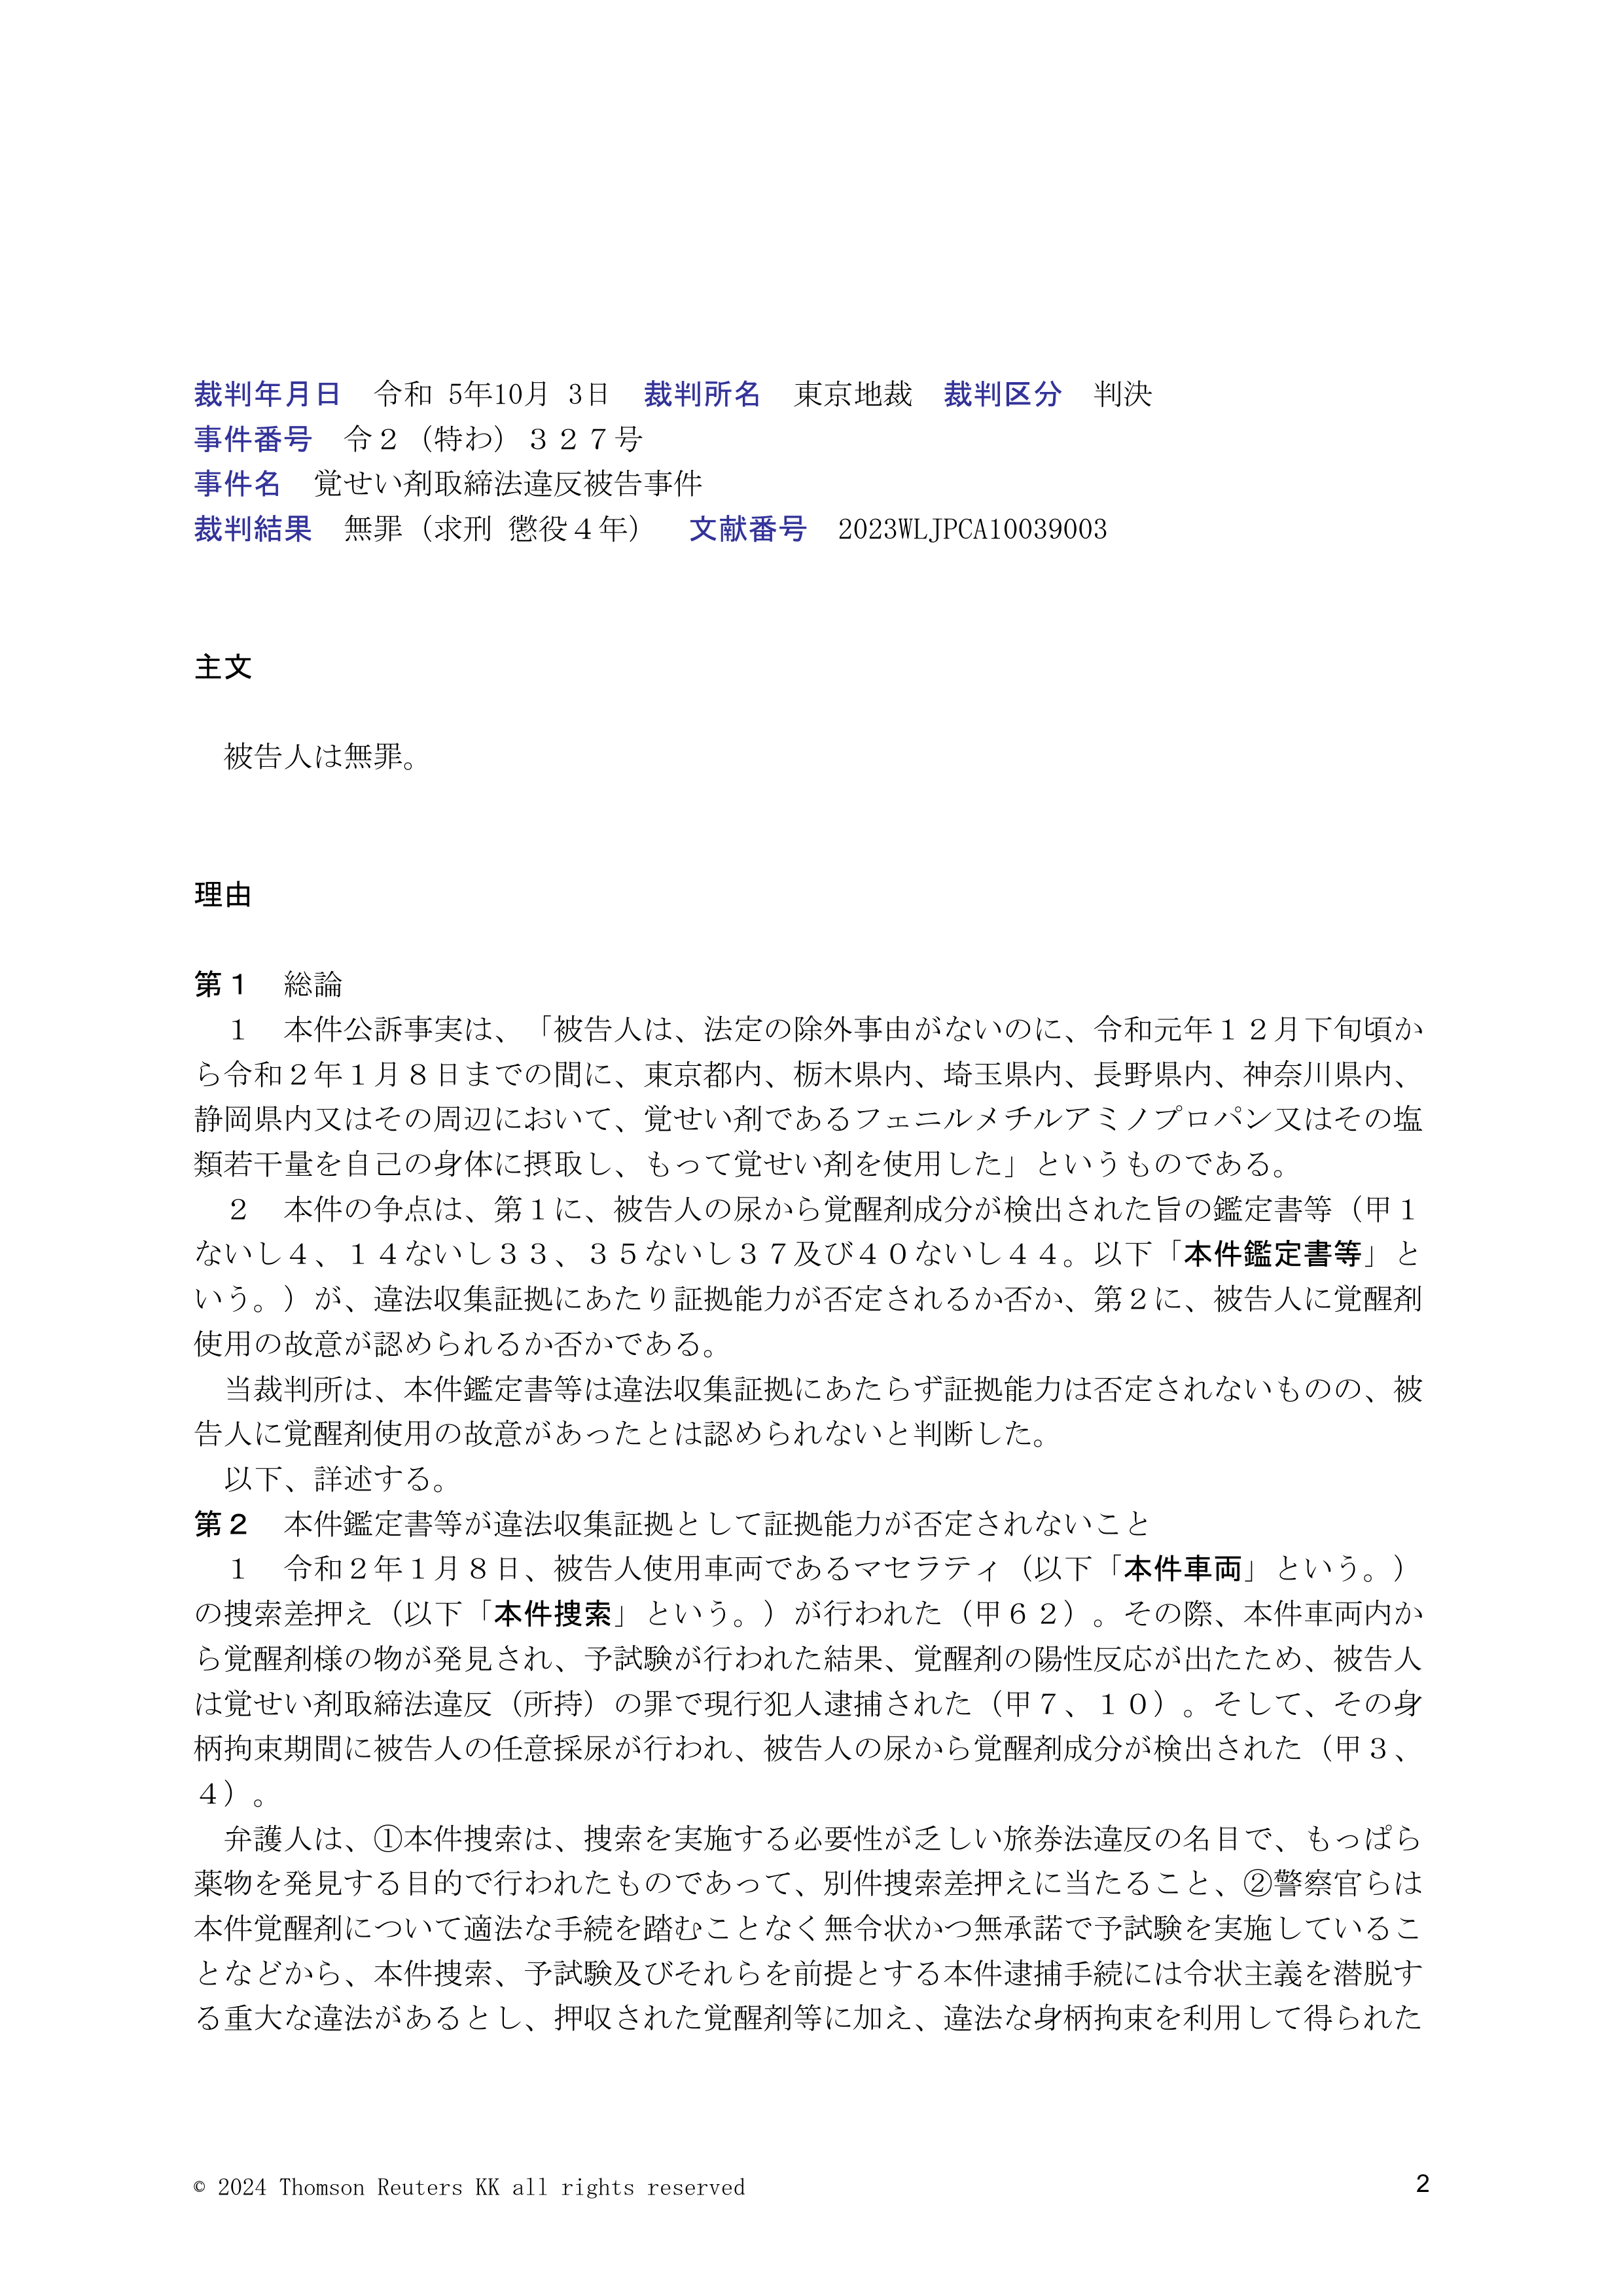 裁判年月日　令和 5年10月 3日　裁判所名　東京地裁　裁判区分　判決
事件番号　令２（特わ）３２７号
事件名　覚せい剤取締法違反被告事件
裁判結果　無罪（求刑 懲役４年）　文献番号　2023WLJPCA10039003
主文
　被告人は無罪。
理由
第１　総論
　１　本件公訴事実は、「被告人は、法定の除外事由がないのに、令和元年１２月下旬頃か
ら令和２年１月８日までの間に、東京都内、栃木県内、埼玉県内、長野県内、神奈川県内、
静岡県内又はその周辺において、覚せい剤であるフェニルメチルアミノプロパン又はその塩
類若干量を自己の身体に摂取し、もって覚せい剤を使用した」というものである。
　２　本件の争点は、第１に、被告人の尿から覚醒剤成分が検出された旨の鑑定書等（甲１
ないし４、１４ないし３３、３５ないし３７及び４０ないし４４。以下「本件鑑定書等」と
いう。）が、違法収集証拠にあたり証拠能力が否定されるか否か、第２に、被告人に覚醒剤
使用の故意が認められるか否かである。
　当裁判所は、本件鑑定書等は違法収集証拠にあたらず証拠能力は否定されないものの、被
告人に覚醒剤使用の故意があったとは認められないと判断した。
　以下、詳述する。
第２　本件鑑定書等が違法収集証拠として証拠能力が否定されないこと
　１　令和２年１月８日、被告人使用車両であるマセラティ（以下「本件車両」という。）
の捜索差押え（以下「本件捜索」という。）が行われた（甲６２）。その際、本件車両内か
ら覚醒剤様の物が発見され、予試験が行われた結果、覚醒剤の陽性反応が出たため、被告人
は覚せい剤取締法違反（所持）の罪で現行犯人逮捕された（甲７、１０）。そして、その身
柄拘束期間に被告人の任意採尿が行われ、被告人の尿から覚醒剤成分が検出された（甲３、
４）。
　弁護人は、①本件捜索は、捜索を実施する必要性が乏しい旅券法違反の名目で、もっぱら
薬物を発見する目的で行われたものであって、別件捜索差押えに当たること、②警察官らは
本件覚醒剤について適法な手続を踏むことなく無令状かつ無承諾で予試験を実施しているこ
となどから、本件捜索、予試験及びそれらを前提とする本件逮捕手続には令状主義を潜脱す
る重大な違法があるとし、押収された覚醒剤等に加え、違法な身柄拘束を利用して得られた
© 2024 Thomson Reuters KK all rights reserved
2